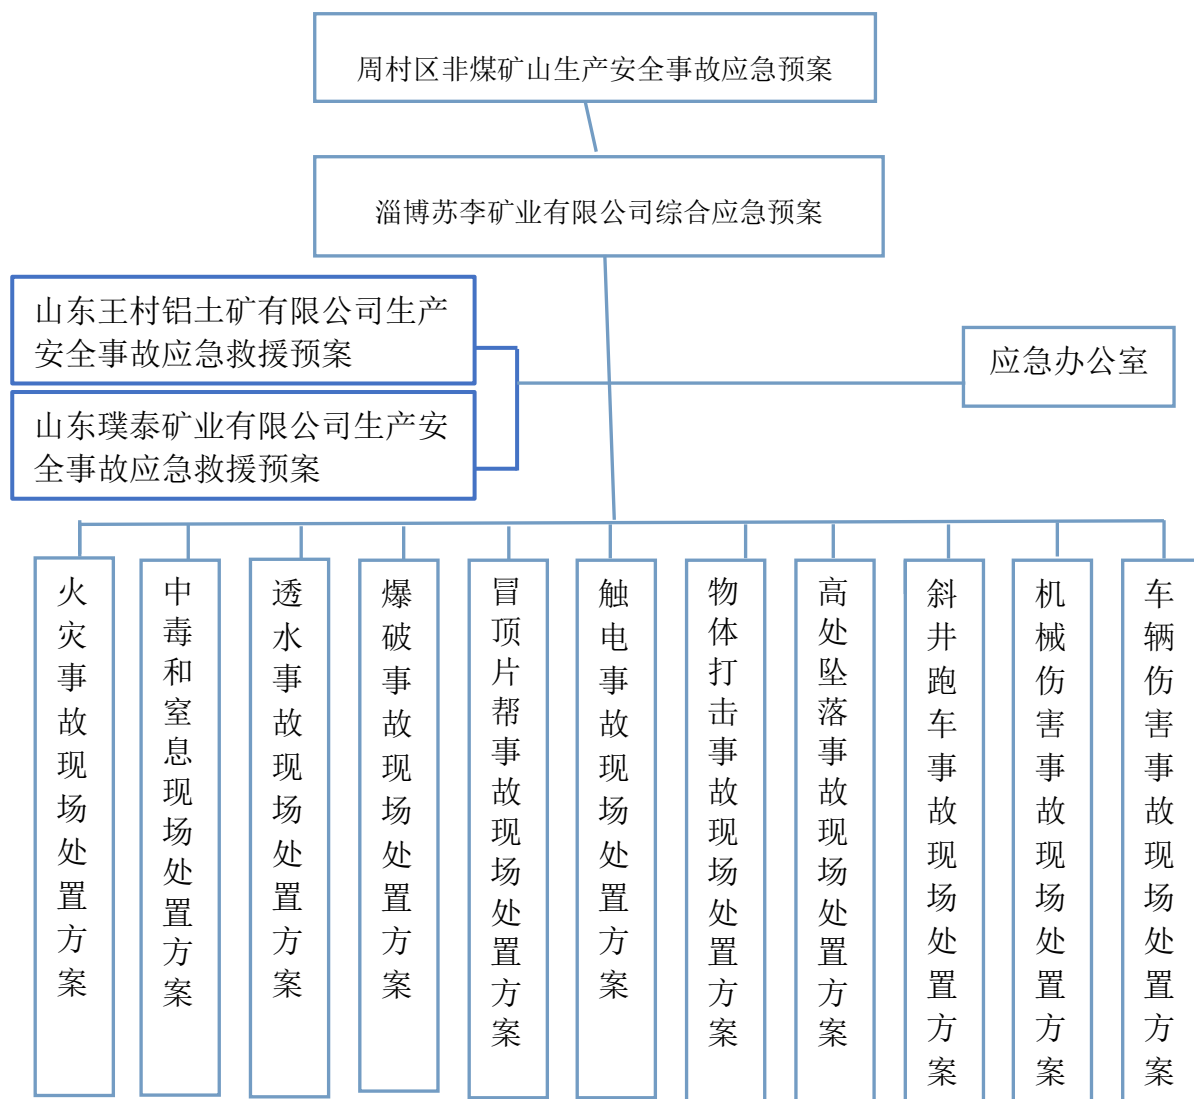 周村区非煤矿山生产安全事故应急预案
淄博苏李矿业有限公司综合应急预案
山东王村铝土矿有限公司生产
安全事故应急救援预案
应急办公室
山东璞泰矿业有限公司生产安
全事故应急救援预案
火灾事故现场处置方案
中毒和窒息现场处置方案
透水事故现场处置方案
爆破事故现场处置方案
冒顶片帮事故现场处置方案
触电事故现场处置方案
物体打击事故现场处置方案
高处坠落事故现场处置方案
斜井跑车事故现场处置方案
机械伤害事故现场处置方案
车辆伤害事故现场处置方案